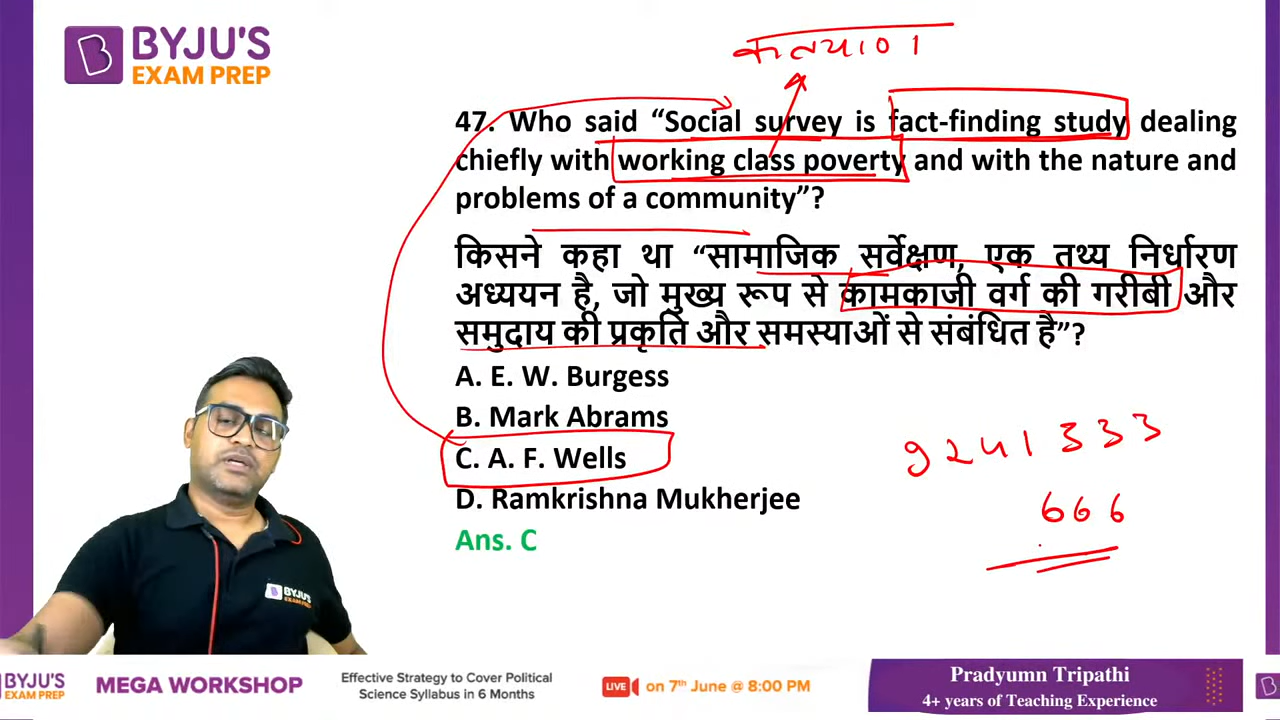 BYJU'S
EXAM PREP
कल्याण
47. Who said “Social survey is fact-finding study dealing
chiefly with working class poverty and with the nature and
problems of a community”?
किसने कहा था “सामाजिक सर्वेक्षण, एक तथ्य निर्धारण
अध्ययन है, जो मुख्य रूप से कामकाजी वर्ग की गरीबी और
समुदाय की प्रकृति और समस्याओं से संबंधित है”?
A. E. W. Burgess
B. Mark Abrams
C. A. F. Wells
D. Ramkrishna Mukherjee
Ans. C
9241333
666
BYJU'S
EXAM PREP
BYJU'S
EXAM PREP
MEGA WORKSHOP
Effective Strategy to Cover Political
Science Syllabus in 6 Months
LIVE
on 7th June @ 8:00 PM
Pradyumn Tripathi
4+ years of Teaching Experience